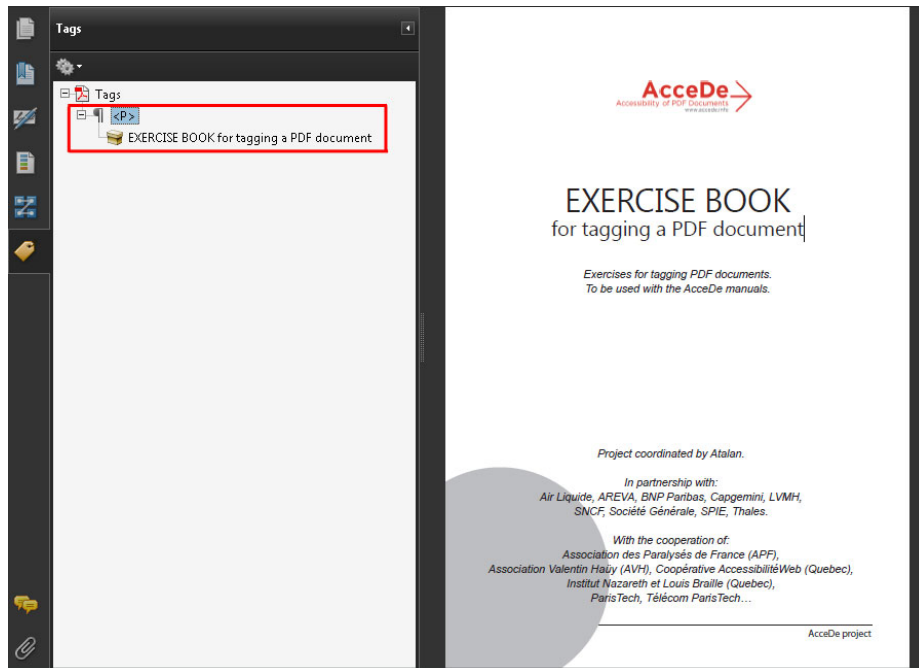 Tags
Tags
<P>
EXERCISE BOOK for tagging a PDF document
AcceDe
Accessibility of PDF Documents
www.accede.info
EXERCISE BOOK
for tagging a PDF document
Exercises for tagging PDF documents.
To be used with the AcceDe manuals.
Project coordinated by Atalan.
In partnership with:
Air Liquide, AREVA, BNP Paribas, Capgemini, LVMH,
SNCF, Société Générale, SPIE, Thales.
With the cooperation of:
Association des Paralysés de France (APF),
Association Valentin Haüy (AVH), Coopérative AccessibilitéWeb (Quebec),
Institut Nazareth et Louis Braille (Quebec),
ParisTech, Télécom ParisTech…
AcceDe project